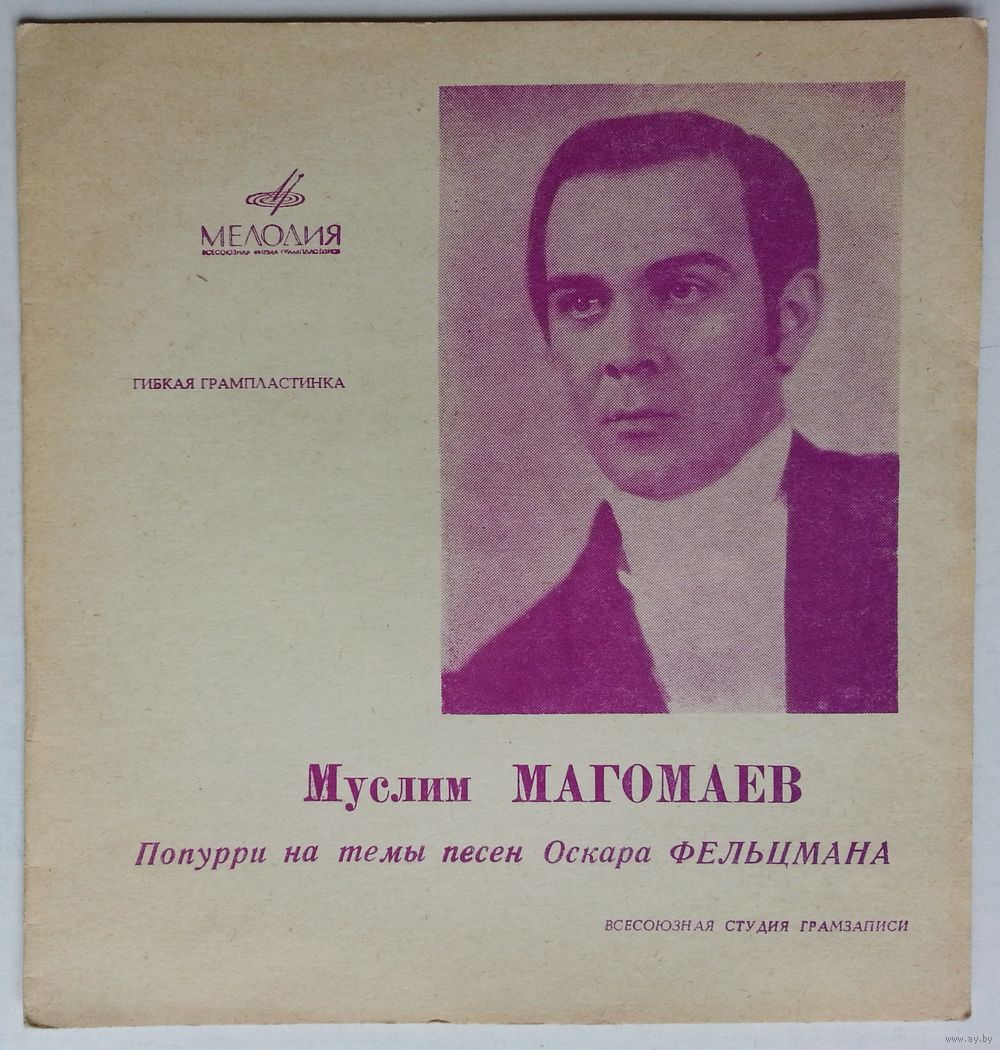 МЕЛОДИЯ
ВСЕСОЮЗНАЯ ФИРМА ГРАМПЛАСТИНОК
ГИБКАЯ ГРАМПЛАСТИНКА
Муслим МАГОМАЕВ
Попурри на темы песен Оскара ФЕЛЬЦМАНА
ВСЕСОЮЗНАЯ СТУДИЯ ГРАМЗАПИСИ
www.ay.by